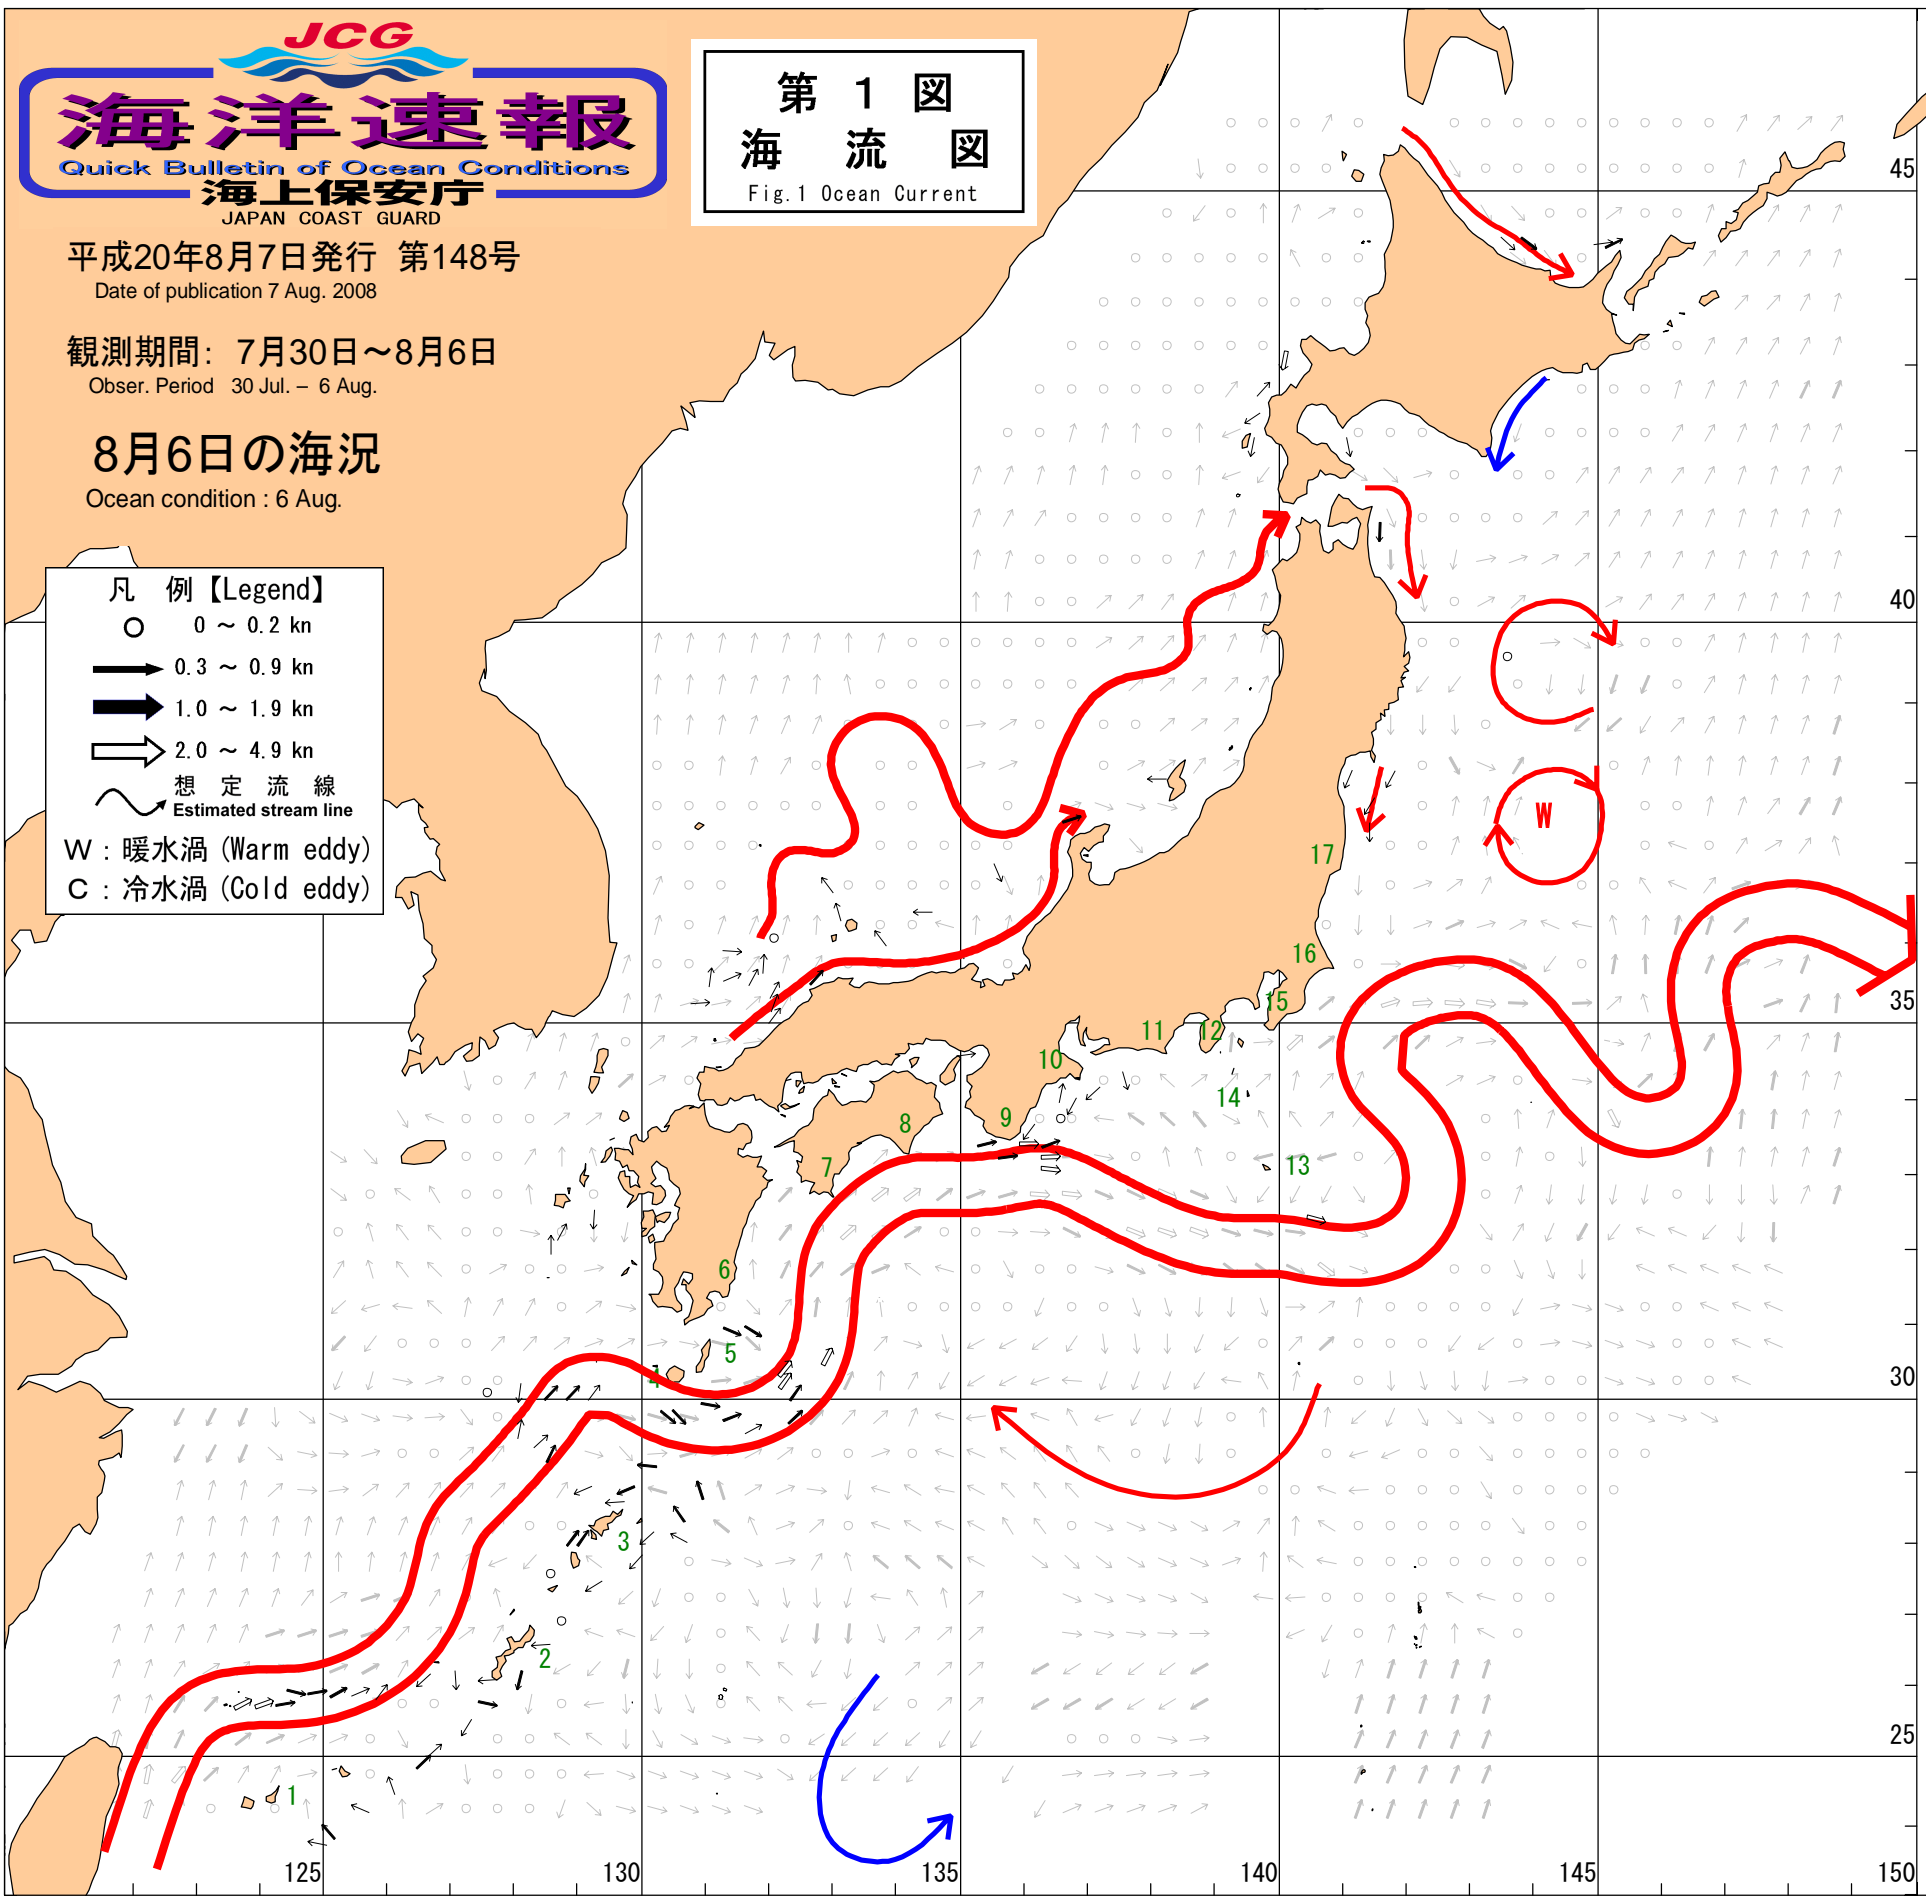 JCG
海洋速報
Quick Bulletin of Ocean Conditions
海上保安庁
JAPAN COAST GUARD
平成20年8月7日発行 第148号
Date of publication 7 Aug. 2008
観測期間: 7月30日～8月6日
Obser. Period 30 Jul. – 6 Aug.
8月6日の海況
Ocean condition : 6 Aug.
第 1 図
海 流 図
Fig.1 Ocean Current
凡 例【Legend】
0 ～ 0.2 kn
0.3 ～ 0.9 kn
1.0 ～ 1.9 kn
2.0 ～ 4.9 kn
想 定 流 線
Estimated stream line
W : 暖水渦 (Warm eddy)
C : 冷水渦 (Cold eddy)
45
40
W
17
16
35
15
12
11
10
14
9
8
7
13
6
5
4
30
3
2
25
1
125
130
135
140
145
150